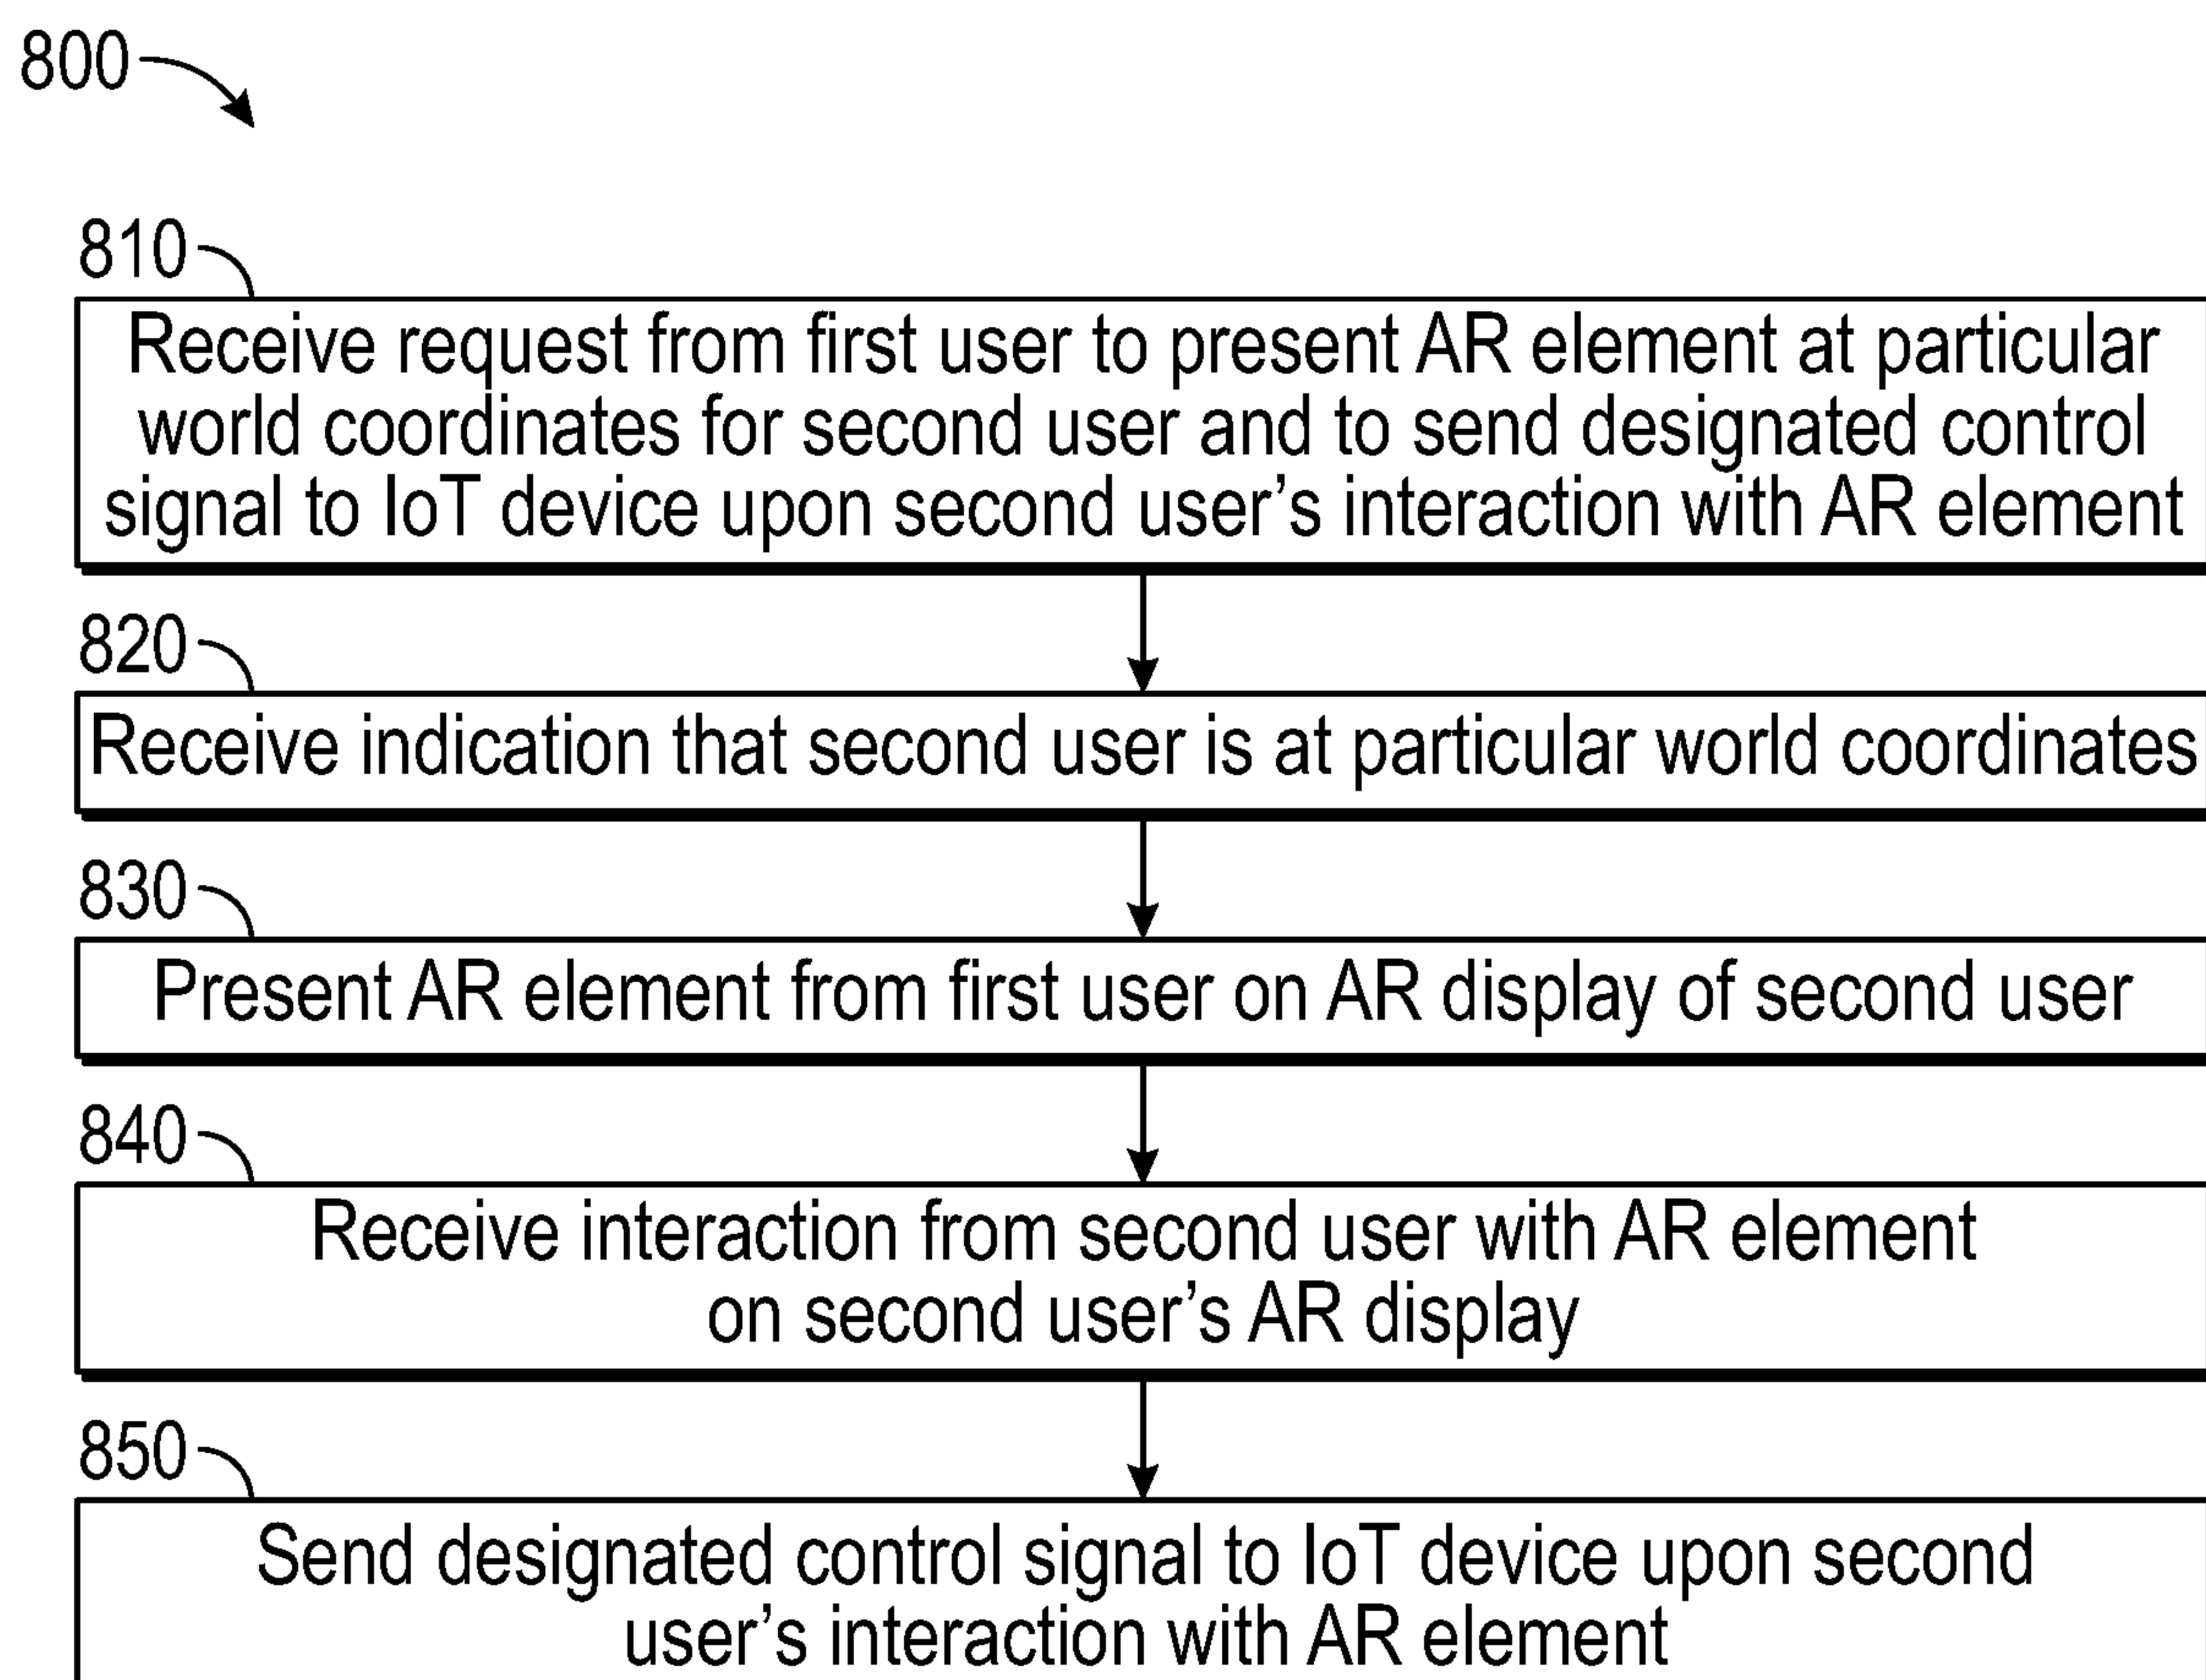 800
810
Receive request from first user to present AR element at particular
world coordinates for second user and to send designated control
signal to IoT device upon second user’s interaction with AR element
820
Receive indication that second user is at particular world coordinates
830
Present AR element from first user on AR display of second user
840
Receive interaction from second user with AR element
on second user’s AR display
850
Send designated control signal to IoT device upon second
user’s interaction with AR element